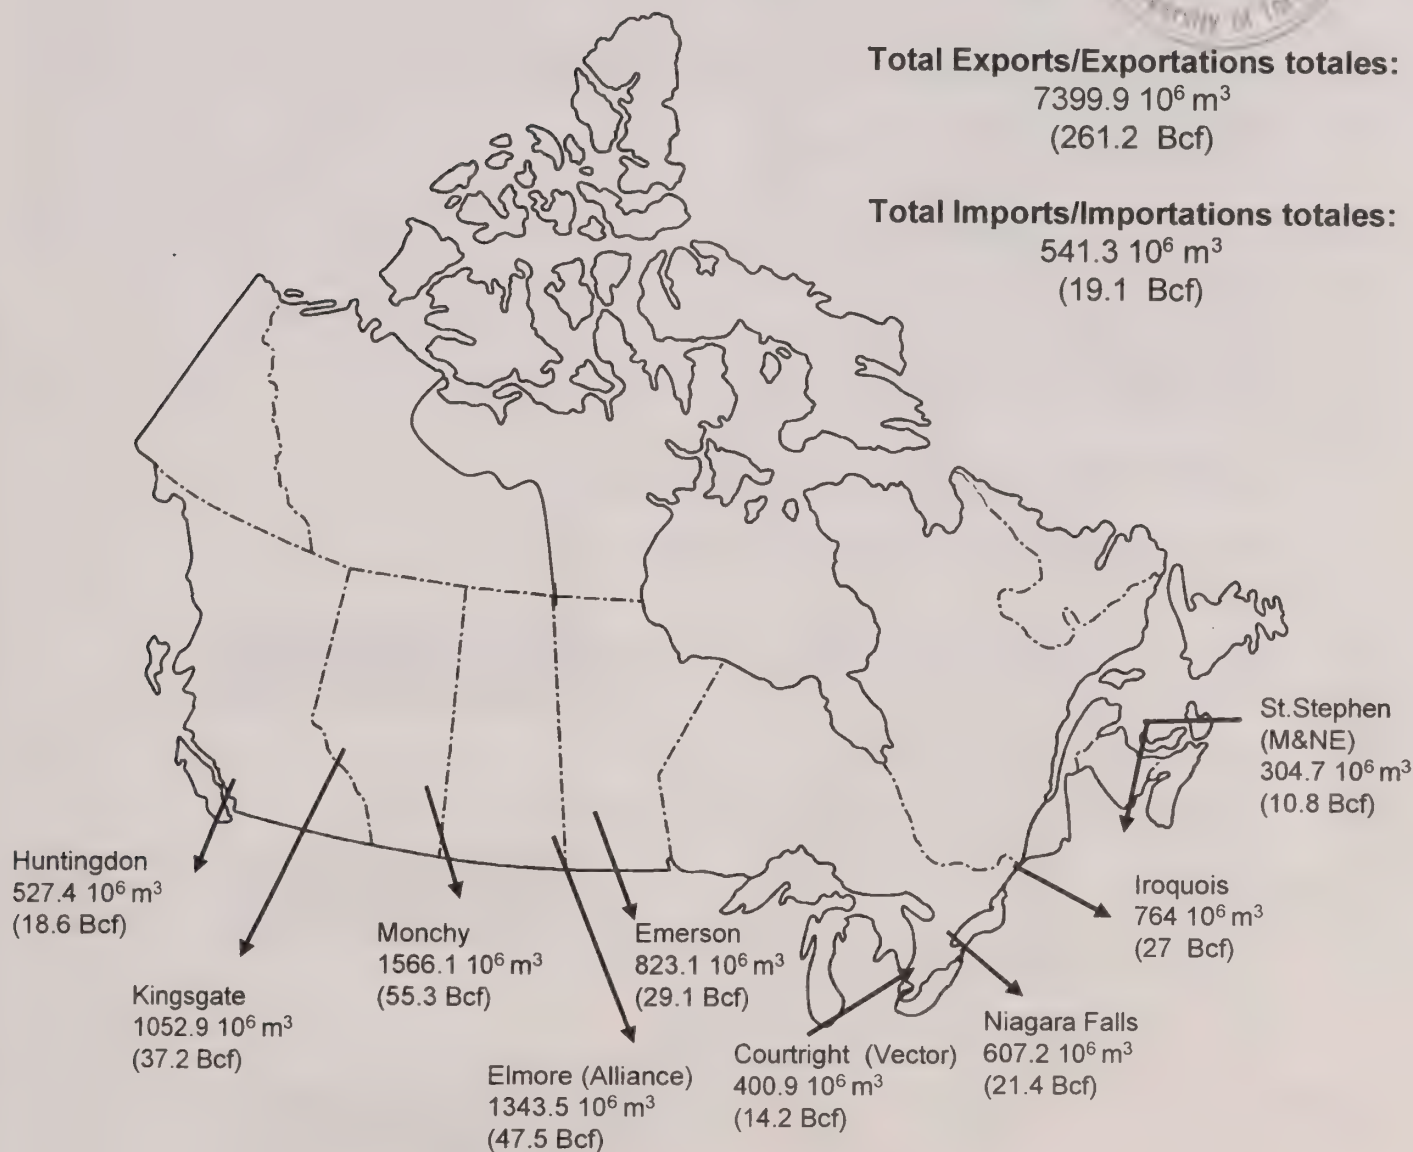 Total Exports/Exportations totales:
7399.9 10⁶ m³
(261.2 Bcf)
Total Imports/Importations totales:
541.3 10⁶ m³
(19.1 Bcf)
St.Stephen
(M&NE)
304.7 10⁶ m³
(10.8 Bcf)
Huntingdon
527.4 10⁶ m³
(18.6 Bcf)
Iroquois
764 10⁶ m³
(27 Bcf)
Monchy
1566.1 10⁶ m³
(55.3 Bcf)
Emerson
823.1 10⁶ m³
(29.1 Bcf)
Kingsgate
1052.9 10⁶ m³
(37.2 Bcf)
Niagara Falls
607.2 10⁶ m³
(21.4 Bcf)
Courtright (Vector)
400.9 10⁶ m³
(14.2 Bcf)
Elmore (Alliance)
1343.5 10⁶ m³
(47.5 Bcf)